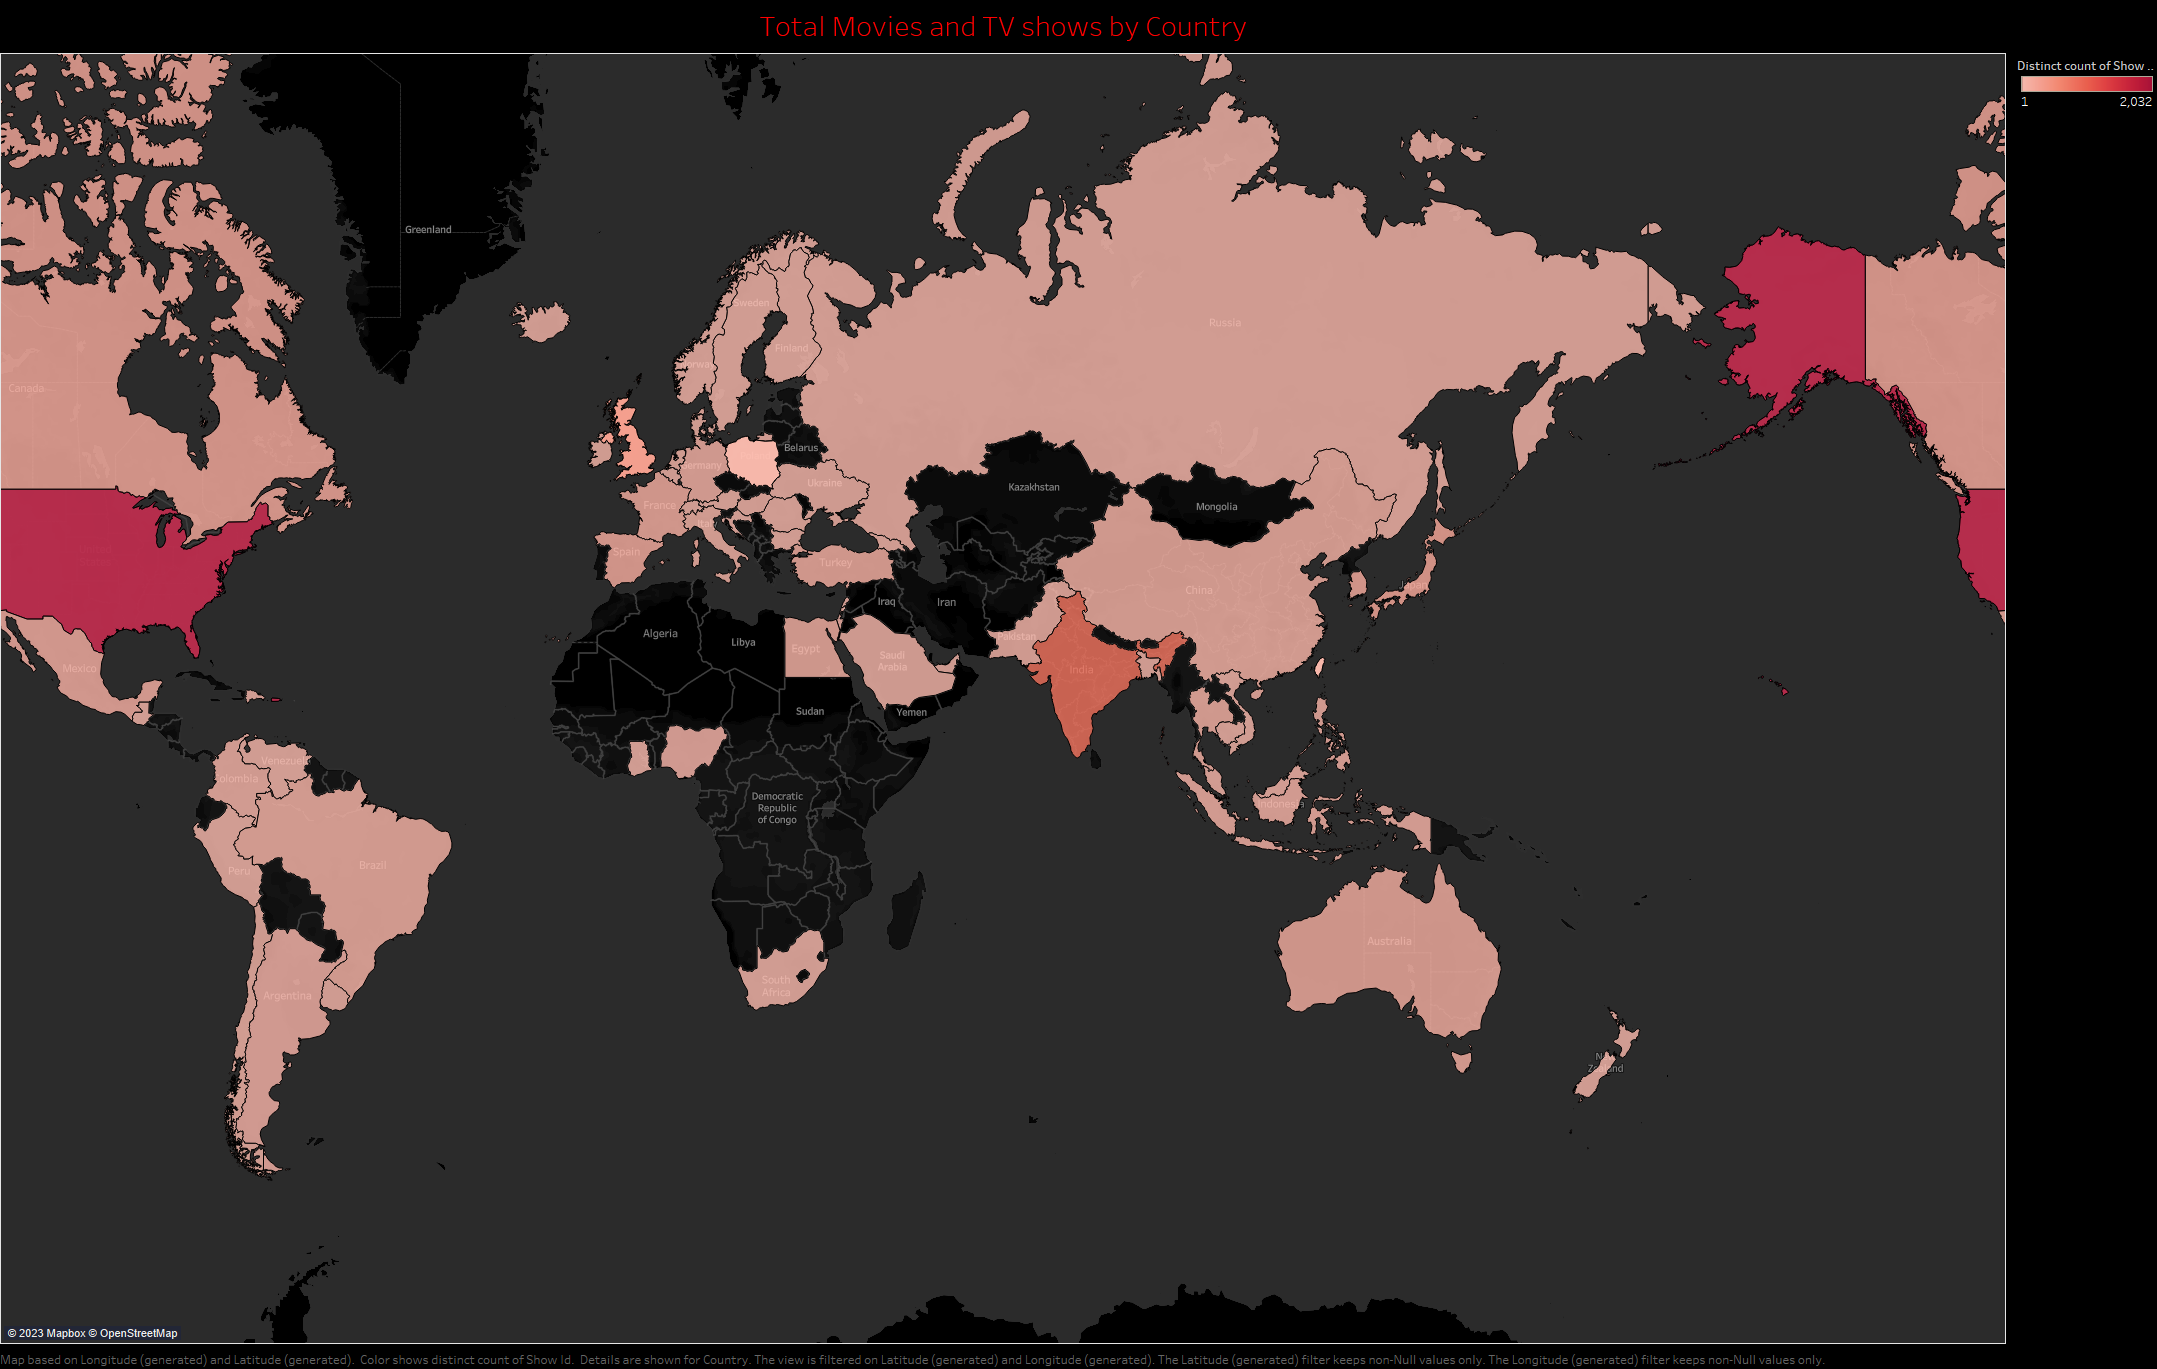 Total Movies and TV shows by Country
Distinct count of Show ..
1 2,032
Greenland
Canada
Sweden
Finland
Russia
Belarus
Germany
Ukraine
France
Kazakhstan
Mongolia
Spain
Turkey
China
Iraq
Iran
Algeria
Libya
Egypt
Saudi
Arabia
Pakistan
India
Mexico
Sudan
Yemen
Venezuela
Colombia
Democratic
Republic
of Congo
Indonesia
Brazil
Peru
Australia
South
Africa
Argentina
Zealand
© 2023 Mapbox © OpenStreetMap
Map based on Longitude (generated) and Latitude (generated).  Color shows distinct count of Show Id.  Details are shown for Country. The view is filtered on Latitude (generated) and Longitude (generated). The Latitude (generated) filter keeps non-Null values only. The Longitude (generated) filter keeps non-Null values only.